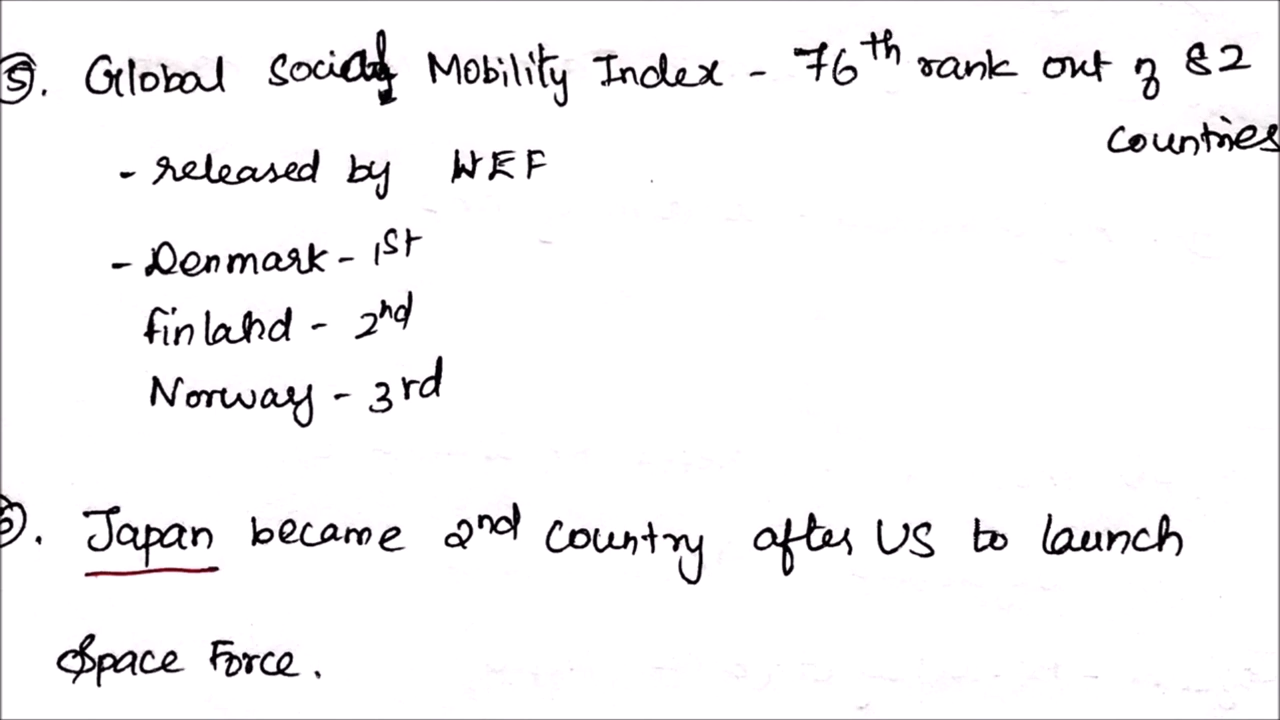 5. Global Social Mobility Index - 76th rank out of 82
countries
- released by WEF
- Denmark - 1st
Finland - 2nd
Norway - 3rd
6. Japan became 2nd country after US to launch
Space Force.